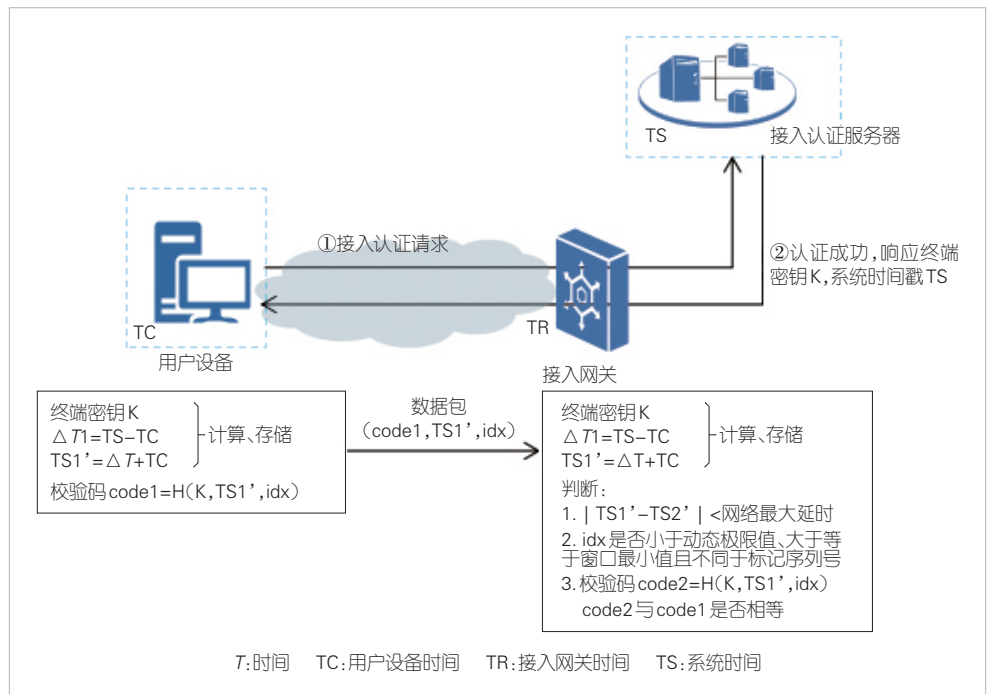 TS
接入认证服务器
①接入认证请求
②认证成功,响应终端
密钥K,系统时间戳TS
TC
用户设备
TR
接入网关
终端密钥K
△T1=TS-TC
TS1’=△T+TC
计算、存储
校验码code1=H(K,TS1’,idx)
数据包
(code1,TS1’,idx)
终端密钥K
△T1=TS-TC
TS1’=△T+TC
计算、存储
判断:
1. | TS1’-TS2’ | <网络最大延时
2. idx是否小于动态极限值、大于等
于窗口最小值且不同于标记序列号
3. 校验码code2=H(K,TS1’,idx)
code2与code1是否相等
T:时间 TC:用户设备时间 TR:接入网关时间 TS:系统时间